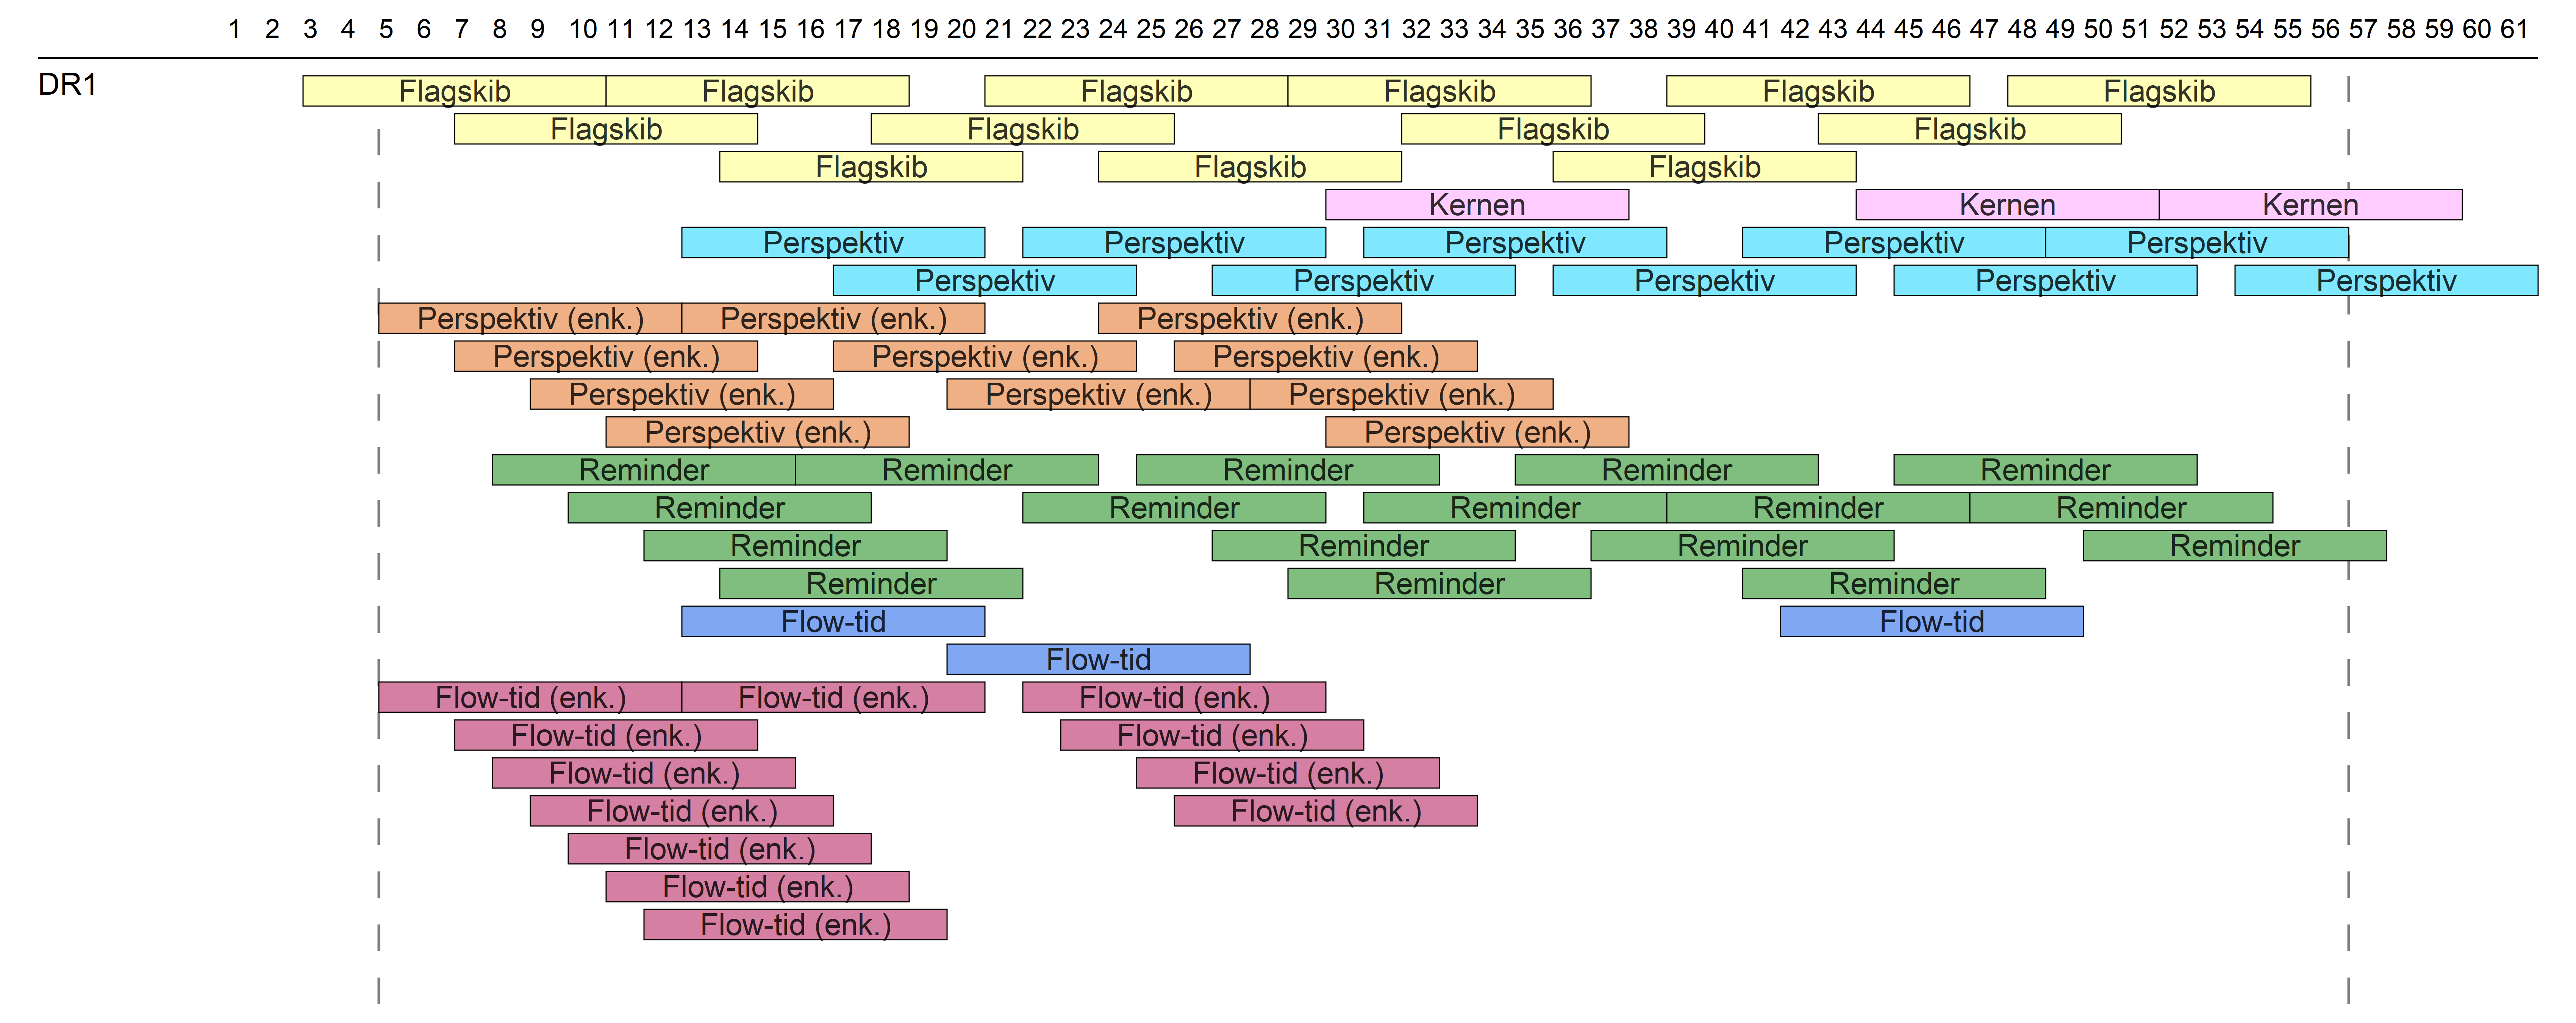 1 2 3 4 5 6 7 8 9 10 11 12 13 14 15 16 17 18 19 20 21 22 23 24 25 26 27 28 29 30 31 32 33 34 35 36 37 38 39 40 41 42 43 44 45 46 47 48 49 50 51 52 53 54 55 56 57 58 59 60 61
DR1 Flagskib Flagskib Flagskib Flagskib Flagskib Flagskib
Flagskib Flagskib Flagskib Flagskib
Flagskib Flagskib Flagskib
Kernen Kernen Kernen
Perspektiv Perspektiv Perspektiv Perspektiv Perspektiv
Perspektiv Perspektiv Perspektiv Perspektiv Perspektiv
Perspektiv (enk.) Perspektiv (enk.) Perspektiv (enk.)
Perspektiv (enk.) Perspektiv (enk.) Perspektiv (enk.)
Perspektiv (enk.) Perspektiv (enk.) Perspektiv (enk.)
Perspektiv (enk.) Perspektiv (enk.)
Reminder Reminder Reminder Reminder Reminder
Reminder Reminder Reminder Reminder Reminder
Reminder Reminder Reminder Reminder
Reminder Reminder Reminder
Flow-tid Flow-tid
Flow-tid
Flow-tid (enk.) Flow-tid (enk.) Flow-tid (enk.)
Flow-tid (enk.) Flow-tid (enk.)
Flow-tid (enk.) Flow-tid (enk.)
Flow-tid (enk.) Flow-tid (enk.)
Flow-tid (enk.)
Flow-tid (enk.)
Flow-tid (enk.)